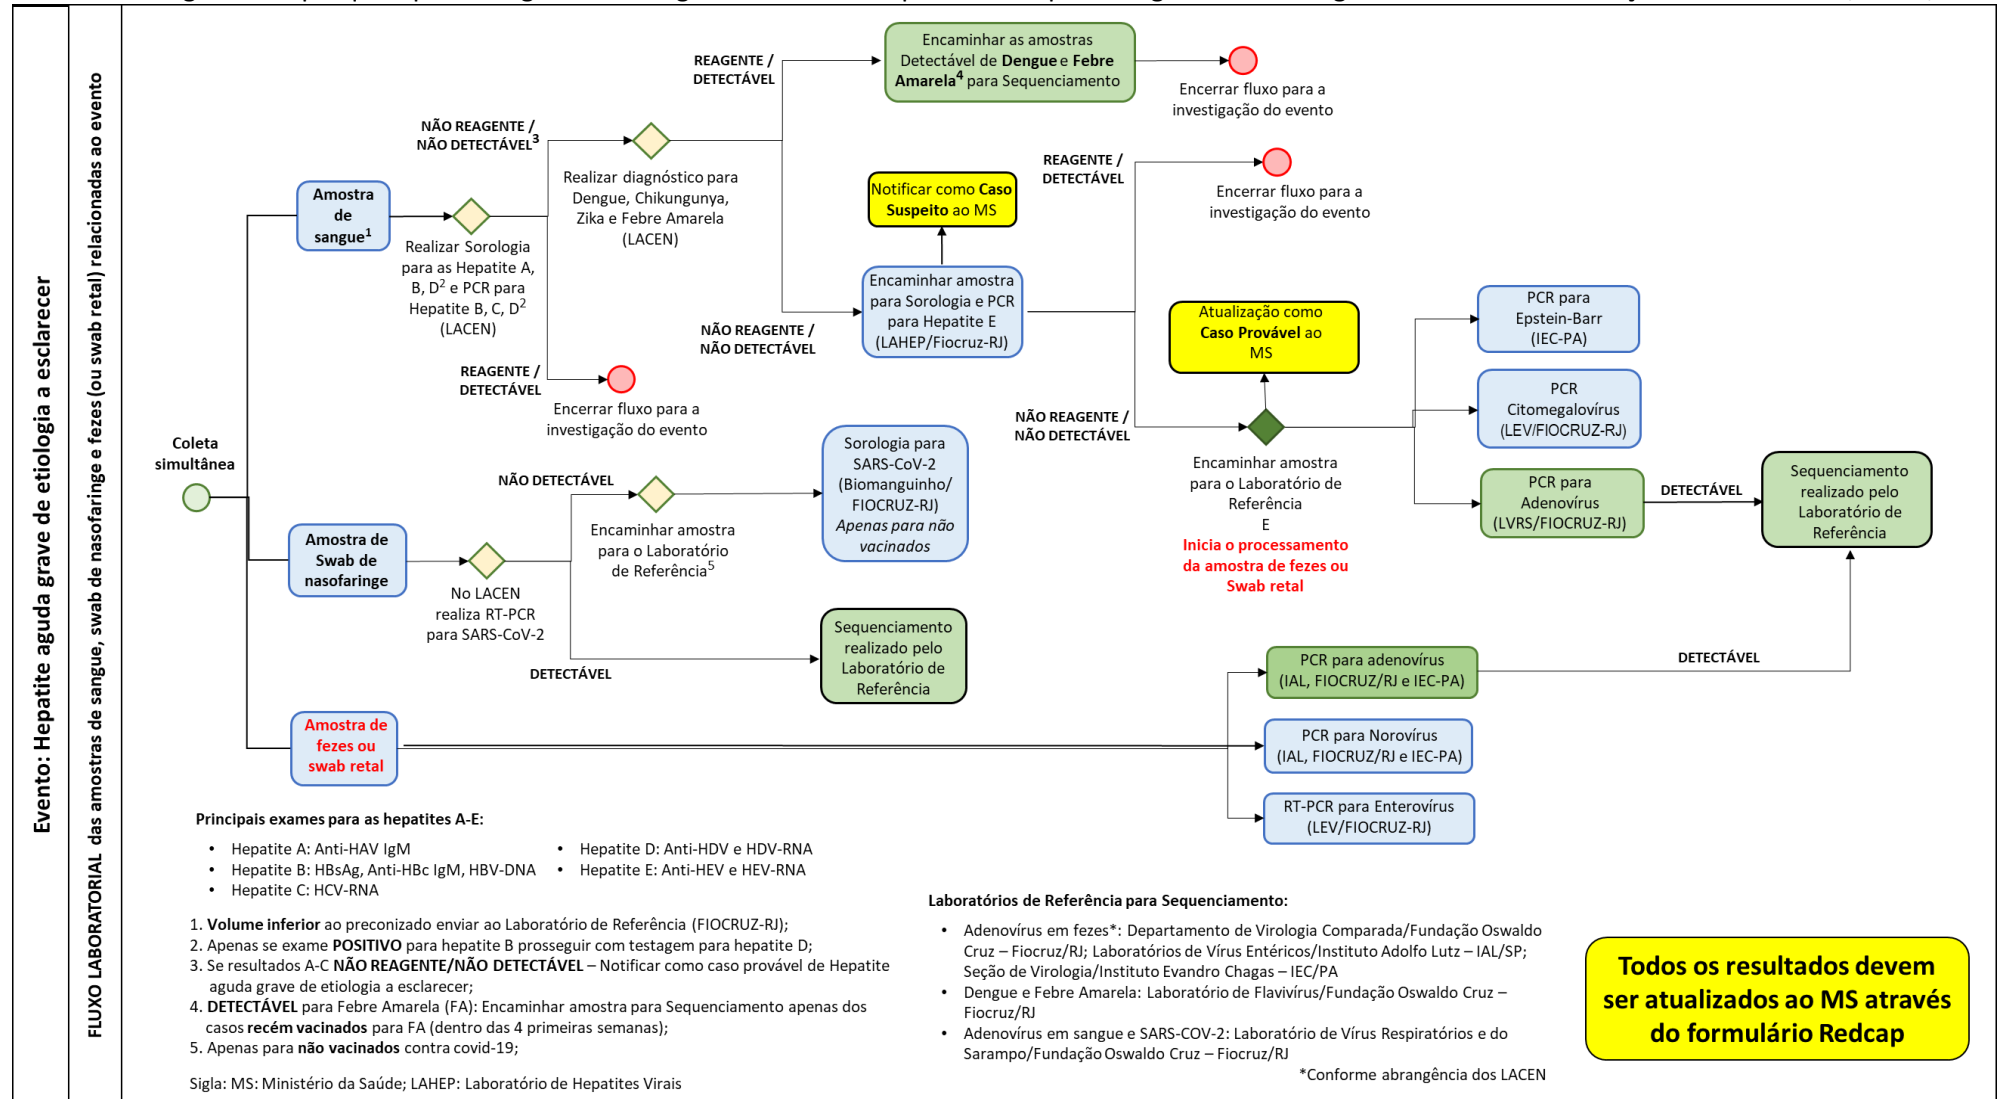 Evento: Hepatite aguda grave de etiologia a esclarecer
FLUXO LABORATORIAL das amostras de sangue, swab de nasofaringe e fezes (ou swab retal) relacionadas ao evento
Coleta
simultânea
Amostra
de
sangue1
Realizar Sorologia
para as Hepatite A,
B, D2 e PCR para
Hepatite B, C, D2
(LACEN)
NÃO REAGENTE /
NÃO DETECTÁVEL3
REAGENTE /
DETECTÁVEL
Encerrar fluxo para a
investigação do evento
Realizar diagnóstico para
Dengue, Chikungunya,
Zika e Febre Amarela
(LACEN)
REAGENTE /
DETECTÁVEL
Encaminhar as amostras
Detectável de Dengue e Febre
Amarela4 para Sequenciamento
Encerrar fluxo para a
investigação do evento
NÃO REAGENTE /
NÃO DETECTÁVEL
Notificar como Caso
Suspeito ao MS
Encaminhar amostra
para Sorologia e PCR
para Hepatite E
(LAHEP/Fiocruz-RJ)
REAGENTE /
DETECTÁVEL
Encerrar fluxo para a
investigação do evento
NÃO REAGENTE /
NÃO DETECTÁVEL
Atualização como
Caso Provável ao
MS
Encaminhar amostra
para o Laboratório de
Referência
E
Inicia o processamento
da amostra de fezes ou
Swab retal
PCR para
Epstein-Barr
(IEC-PA)
PCR
Citomegalovírus
(LEV/FIOCRUZ-RJ)
PCR para
Adenovírus
(LVRS/FIOCRUZ-RJ)
DETECTÁVEL
Sequenciamento
realizado pelo
Laboratório de
Referência
Amostra de
Swab de
nasofaringe
No LACEN
realiza RT-PCR
para SARS-CoV-2
NÃO DETECTÁVEL
Encaminhar amostra
para o Laboratório
de Referência5
Sorologia para
SARS-CoV-2
(Biomanguinho/
FIOCRUZ-RJ)
Apenas para não
vacinados
DETECTÁVEL
Sequenciamento
realizado pelo
Laboratório de
Referência
Amostra de
fezes ou
swab retal
PCR para adenovírus
(IAL, FIOCRUZ/RJ e IEC-PA)
DETECTÁVEL
PCR para Norovírus
(IAL, FIOCRUZ/RJ e IEC-PA)
RT-PCR para Enterovírus
(LEV/FIOCRUZ-RJ)
Principais exames para as hepatites A-E:
• Hepatite A: Anti-HAV IgM
• Hepatite B: HBsAg, Anti-HBc IgM, HBV-DNA
• Hepatite C: HCV-RNA
• Hepatite D: Anti-HDV e HDV-RNA
• Hepatite E: Anti-HEV e HEV-RNA
1. Volume inferior ao preconizado enviar ao Laboratório de Referência (FIOCRUZ-RJ);
2. Apenas se exame POSITIVO para hepatite B prosseguir com testagem para hepatite D;
3. Se resultados A-C NÃO REAGENTE/NÃO DETECTÁVEL – Notificar como caso provável de Hepatite
aguda grave de etiologia a esclarecer;
4. DETECTÁVEL para Febre Amarela (FA): Encaminhar amostra para Sequenciamento apenas dos
casos recém vacinados para FA (dentro das 4 primeiras semanas);
5. Apenas para não vacinados contra covid-19;
Sigla: MS: Ministério da Saúde; LAHEP: Laboratório de Hepatites Virais
Laboratórios de Referência para Sequenciamento:
• Adenovírus em fezes*: Departamento de Virologia Comparada/Fundação Oswaldo
Cruz – Fiocruz/RJ; Laboratórios de Vírus Entéricos/Instituto Adolfo Lutz – IAL/SP;
Seção de Virologia/Instituto Evandro Chagas – IEC/PA
• Dengue e Febre Amarela: Laboratório de Flavivírus/Fundação Oswaldo Cruz –
Fiocruz/RJ
• Adenovírus em sangue e SARS-COV-2: Laboratório de Vírus Respiratórios e do
Sarampo/Fundação Oswaldo Cruz – Fiocruz/RJ
*Conforme abrangência dos LACEN
Todos os resultados devem
ser atualizados ao MS através
do formulário Redcap